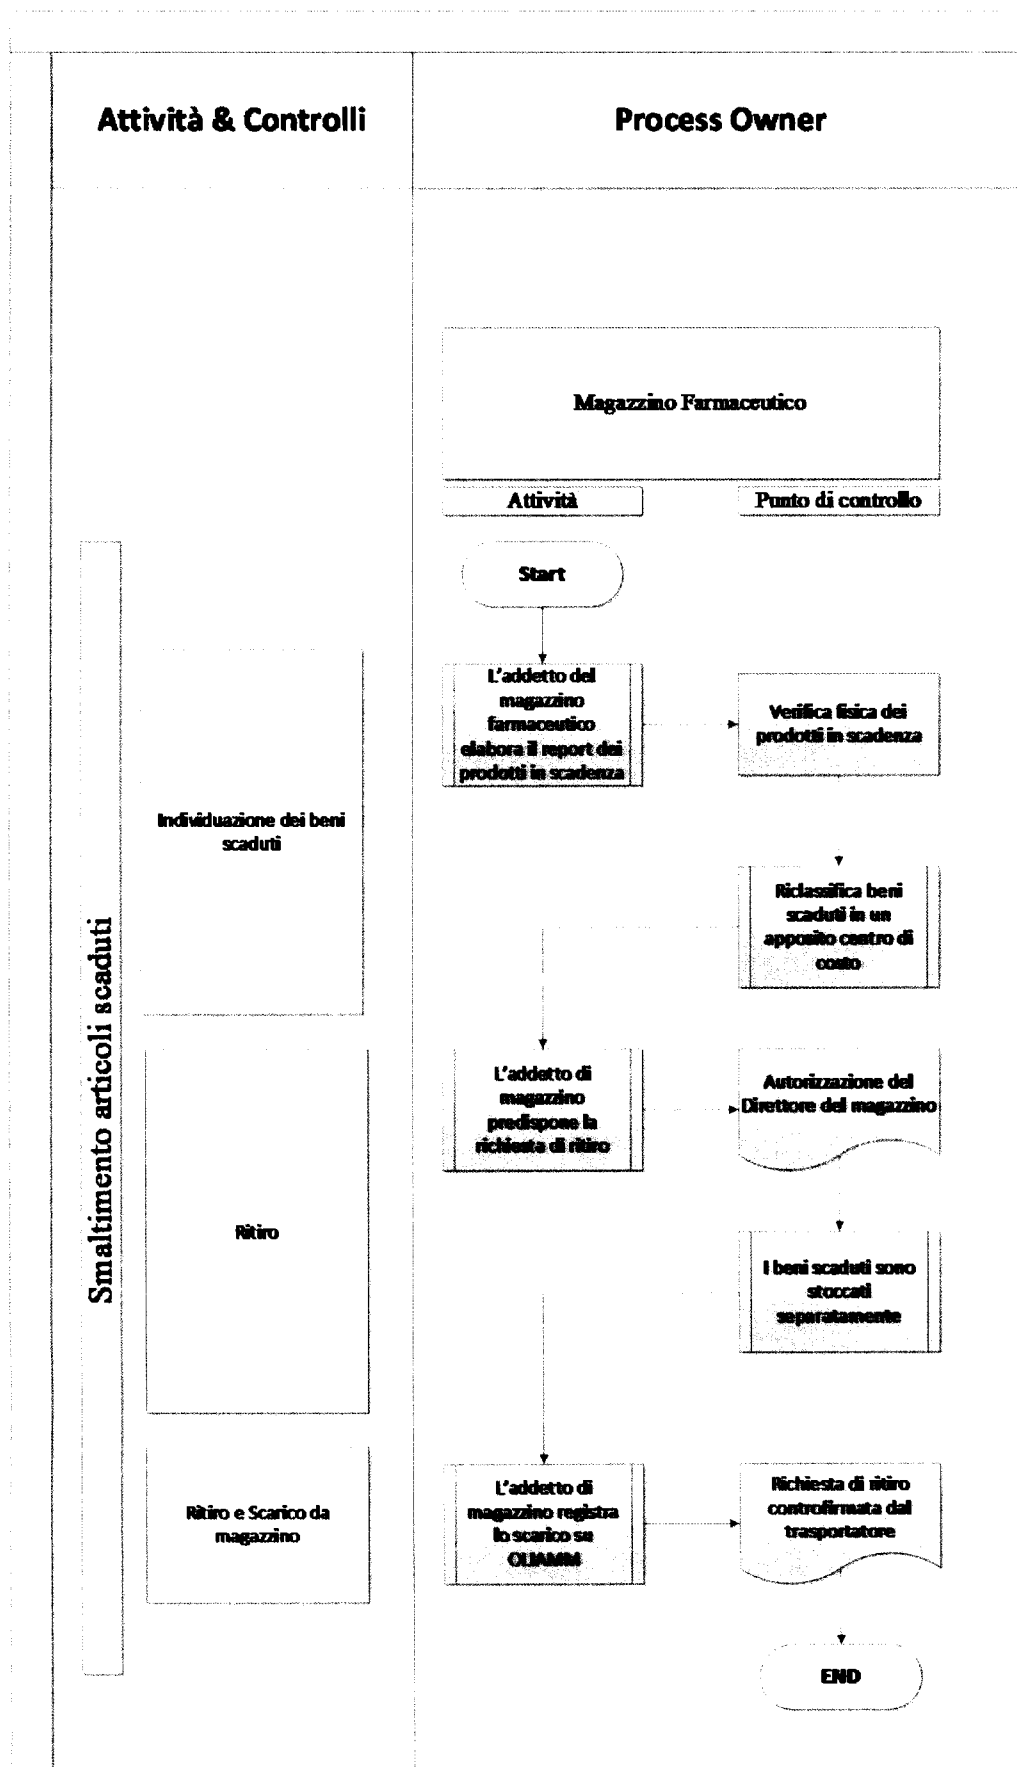 Attività & Controlli
Process Owner
Magazzino Farmaceutico
Attività
Punto di controllo
Start
Smaltimento articoli scaduti
Individuazione dei beni
scaduti
L'addetto del
magazzino
farmaceutico
elabora il report dei
prodotti in scadenza
Verifica fisica dei
prodotti in scadenza
Riclassifica beni
scaduti in un
apposito centro di
costo
Ritiro
L'addetto di
magazzino
predispone la
richiesta di ritiro
Autorizzazione del
Direttore del magazzino
I beni scaduti sono
stoccati
separatamente
Ritiro e Scarico da
magazzino
L'addetto di
magazzino registra
lo scarico su
OLIAMM
Richiesta di ritiro
controfirmata dal
trasportatore
END